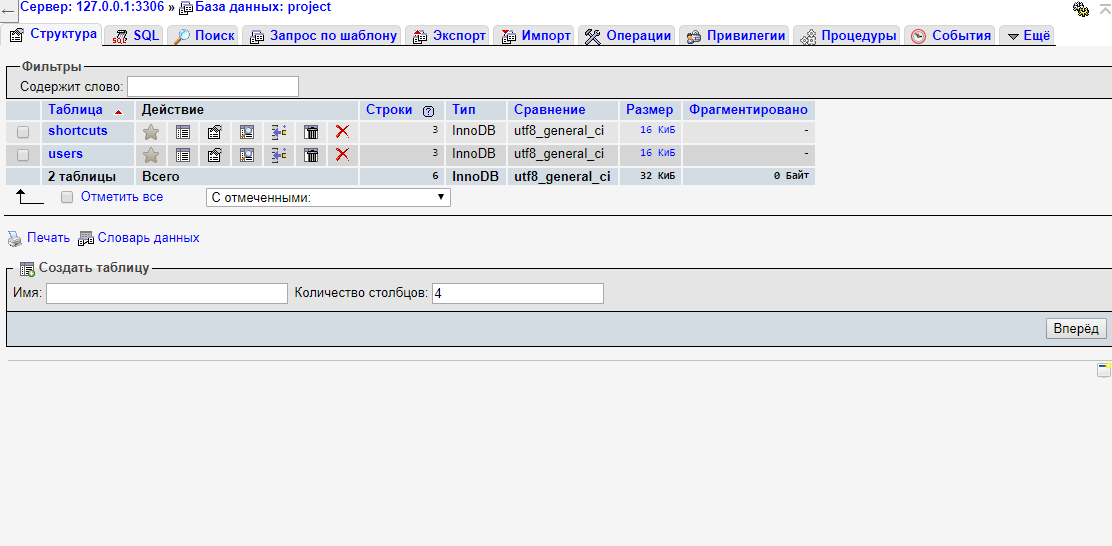 Сервер: 127.0.0.1:3306 » База данных: project
Структура SQL Поиск Запрос по шаблону Экспорт Импорт Операции Привилегии Процедуры События Ещё
Фильтры
Содержит слово:
Таблица Действие Строки Тип Сравнение Размер Фрагментировано
shortcuts 3 InnoDB utf8_general_ci 16 КиБ -
users 3 InnoDB utf8_general_ci 16 КиБ -
2 таблицы Всего 6 InnoDB utf8_general_ci 32 КиБ 0 Байт
Отметить все С отмеченными:
Печать Словарь данных
Создать таблицу
Имя: Количество столбцов: 4
Вперёд